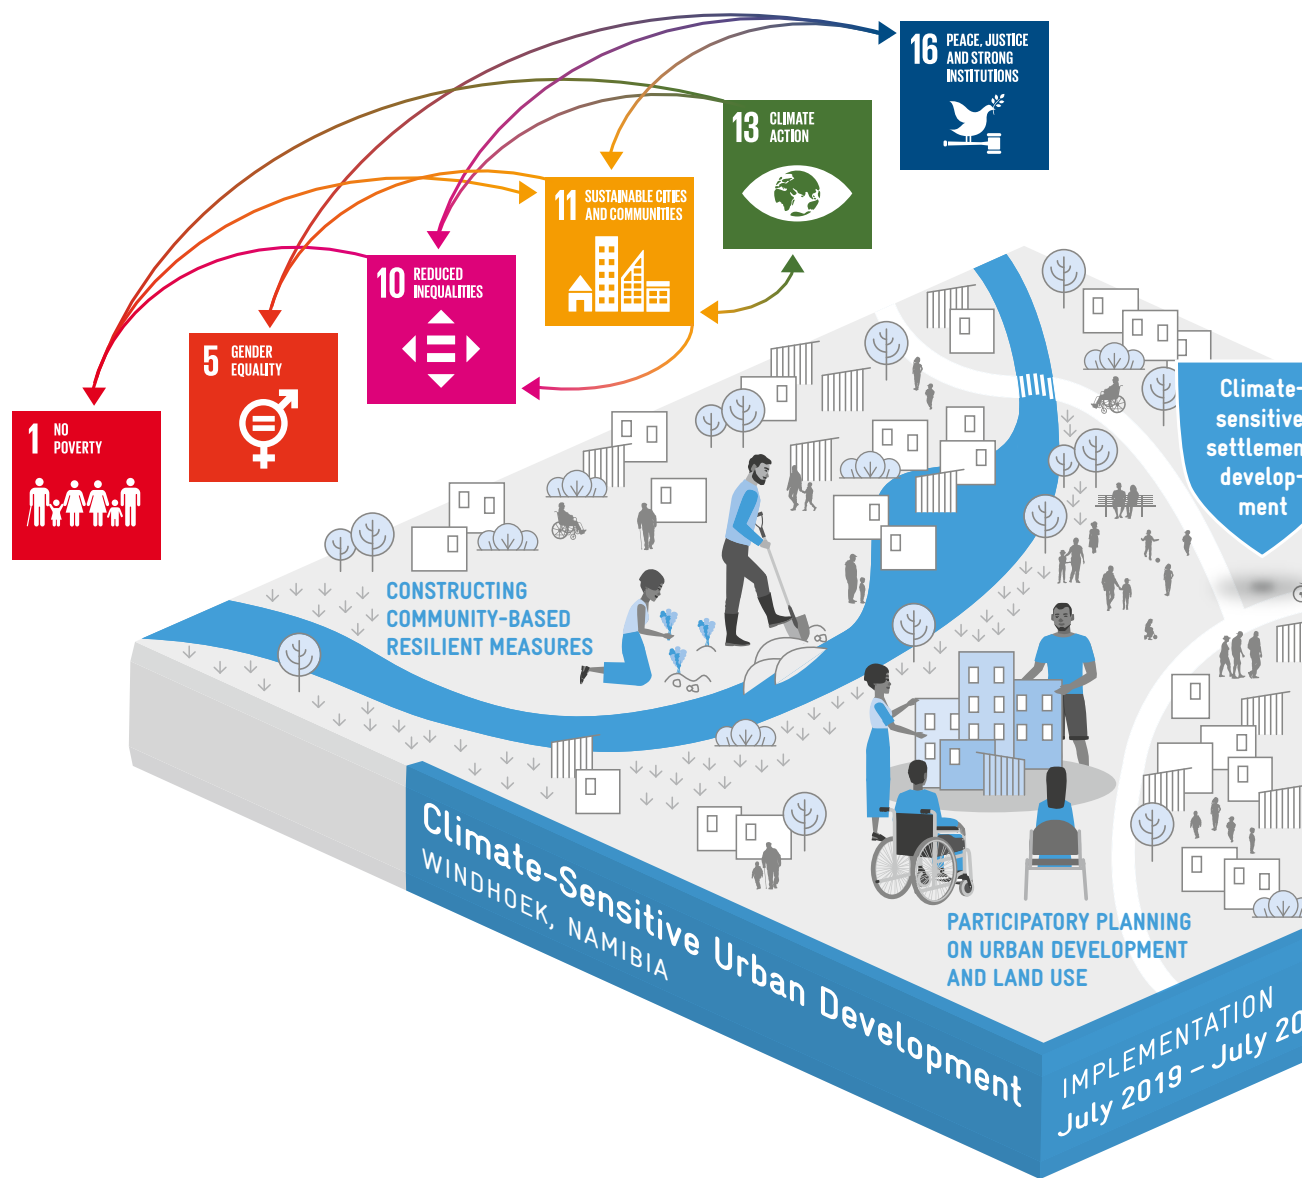 16 PEACE, JUSTICE
AND STRONG
INSTITUTIONS
13 CLIMATE
ACTION
11 SUSTAINABLE CITIES
AND COMMUNITIES
10 REDUCED
INEQUALITIES
5 GENDER
EQUALITY
1 NO
POVERTY
Climate-
sensitive
settlemen
develop-
ment
CONSTRUCTING
COMMUNITY-BASED
RESILIENT MEASURES
PARTICIPATORY PLANNING
ON URBAN DEVELOPMENT
AND LAND USE
Climate-Sensitive Urban Development
WINDHOEK, NAMIBIA
IMPLEMENTATION
July 2019 – July 20